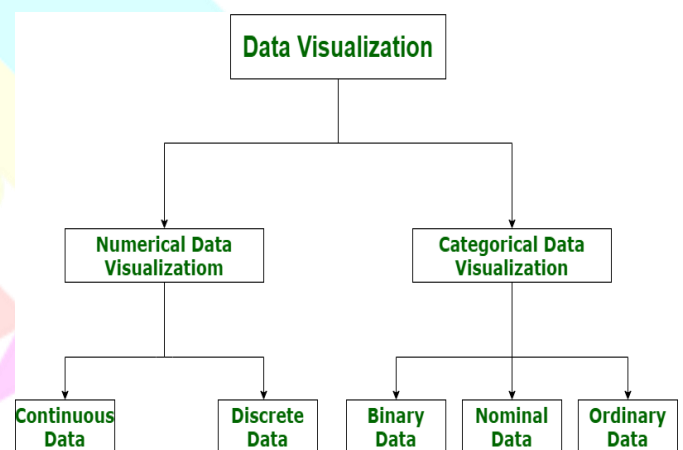 Data Visualization
Numerical Data
Visualizatiom
Categorical Data
Visualization
Continuous
Data
Discrete
Data
Binary
Data
Nominal
Data
Ordinary
Data